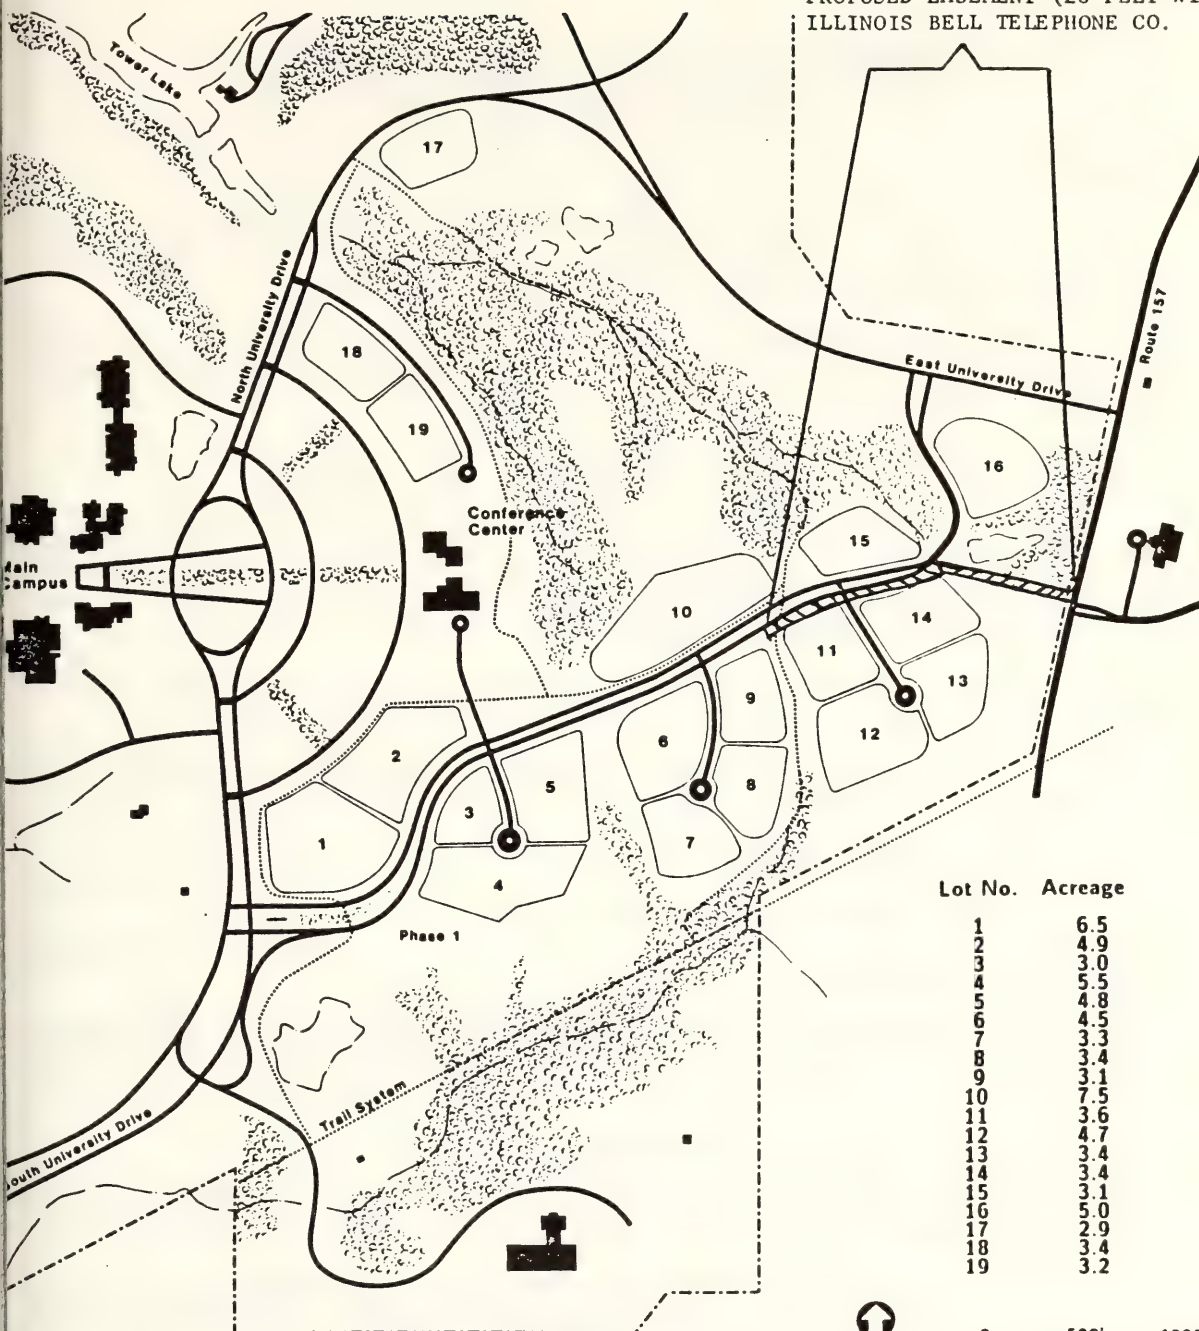 PROPOSED EASEMENT (20 FEET
ILLINOIS BELL TELEPHONE CO.
Tower Lake
17
North University Drive
Route 157
18
East University Drive
19
16
Conference
Center
Main
Campus
15
10
14
11
13
9
12
6
2
5
8
3
7
1
4
Phase 1
Trail System
South University Drive
Lot No. Acreage
1 6.5
2 4.9
3 3.0
4 5.5
5 4.8
6 4.5
7 3.3
8 3.4
9 3.1
10 7.5
11 3.6
12 4.7
13 3.4
14 3.4
15 3.1
16 5.0
17 2.9
18 3.4
19 3.2